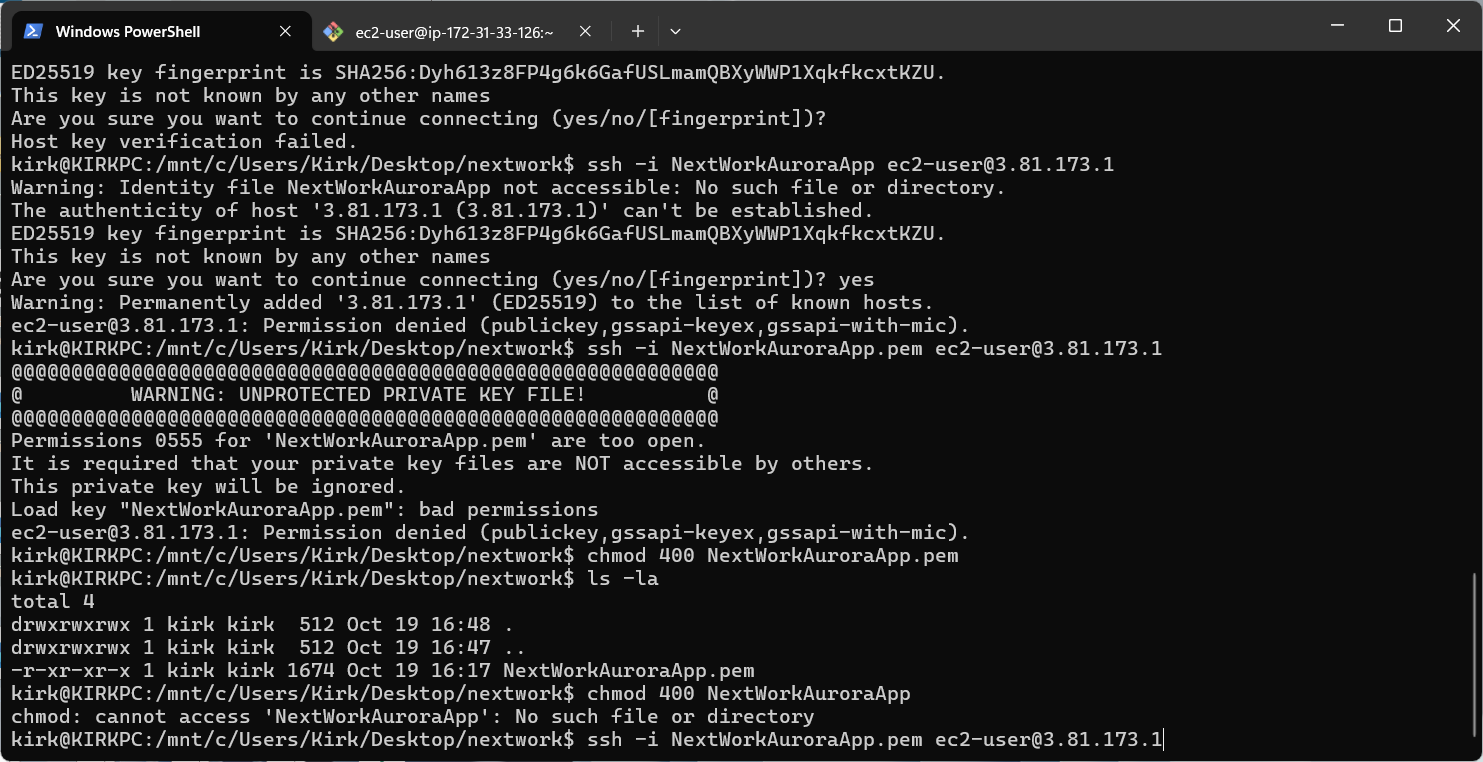 Windows PowerShell
ec2-user@ip-172-31-33-126:~
ED25519 key fingerprint is SHA256:Dyh613z8FP4g6k6GafUSLmamQBXyWWP1XqkfkcxtKZU.
This key is not known by any other names
Are you sure you want to continue connecting (yes/no/[fingerprint])?
Host key verification failed.
kirk@KIRKPC:/mnt/c/Users/Kirk/Desktop/nextwork$ ssh -i NextWorkAuroraApp ec2-user@3.81.173.1
Warning: Identity file NextWorkAuroraApp not accessible: No such file or directory.
The authenticity of host '3.81.173.1 (3.81.173.1)' can't be established.
ED25519 key fingerprint is SHA256:Dyh613z8FP4g6k6GafUSLmamQBXyWWP1XqkfkcxtKZU.
This key is not known by any other names
Are you sure you want to continue connecting (yes/no/[fingerprint])? yes
Warning: Permanently added '3.81.173.1' (ED25519) to the list of known hosts.
ec2-user@3.81.173.1: Permission denied (publickey,gssapi-keyex,gssapi-with-mic).
kirk@KIRKPC:/mnt/c/Users/Kirk/Desktop/nextwork$ ssh -i NextWorkAuroraApp.pem ec2-user@3.81.173.1
@@@@@@@@@@@@@@@@@@@@@@@@@@@@@@@@@@@@@@@@@@@@@@@@@@@@@@@@@@@
@         WARNING: UNPROTECTED PRIVATE KEY FILE!          @
@@@@@@@@@@@@@@@@@@@@@@@@@@@@@@@@@@@@@@@@@@@@@@@@@@@@@@@@@@@
Permissions 0555 for 'NextWorkAuroraApp.pem' are too open.
It is required that your private key files are NOT accessible by others.
This private key will be ignored.
Load key "NextWorkAuroraApp.pem": bad permissions
ec2-user@3.81.173.1: Permission denied (publickey,gssapi-keyex,gssapi-with-mic).
kirk@KIRKPC:/mnt/c/Users/Kirk/Desktop/nextwork$ chmod 400 NextWorkAuroraApp.pem
kirk@KIRKPC:/mnt/c/Users/Kirk/Desktop/nextwork$ ls -la
total 4
drwxrwxrwx 1 kirk kirk  512 Oct 19 16:48 .
drwxrwxrwx 1 kirk kirk  512 Oct 19 16:47 ..
-r-xr-xr-x 1 kirk kirk 1674 Oct 19 16:17 NextWorkAuroraApp.pem
kirk@KIRKPC:/mnt/c/Users/Kirk/Desktop/nextwork$ chmod 400 NextWorkAuroraApp
chmod: cannot access 'NextWorkAuroraApp': No such file or directory
kirk@KIRKPC:/mnt/c/Users/Kirk/Desktop/nextwork$ ssh -i NextWorkAuroraApp.pem ec2-user@3.81.173.1